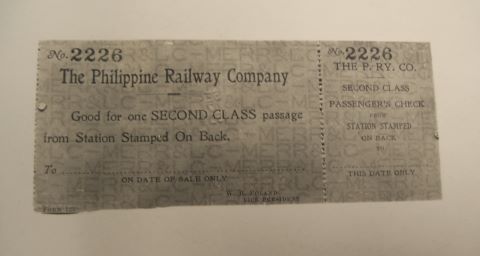 No. 2226
The Philippine Railway Company
Good for one SECOND CLASS passage
from Station Stamped On Back.
To
ON DATE OF SALE ONLY
VICE PRESIDENT
No. 2226
THE P. RY. CO.
SECOND CLASS
PASSENGER'S CHECK
FROM
STATION STAMPED
ON BACK
TO
THIS DATE ONLY